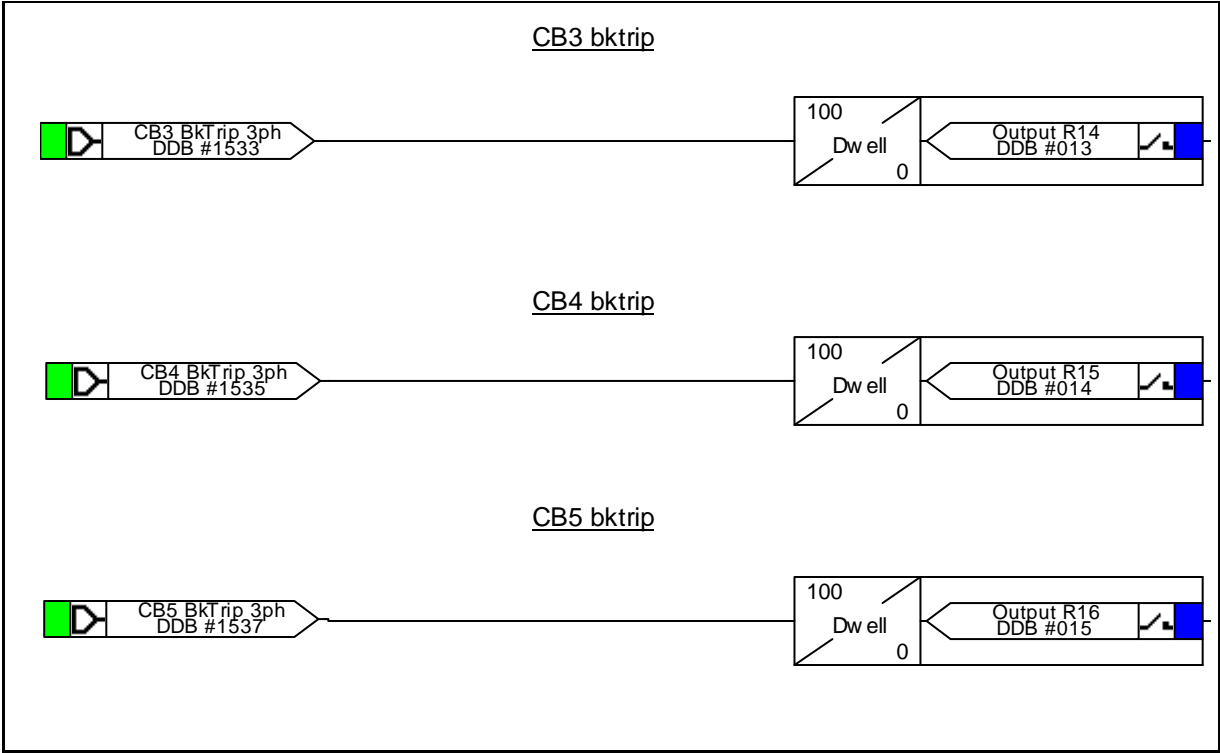 CB3 bktrip
CB3 BkTrip 3ph
DDB #1533
100
Dwell
0
Output R14
DDB #013
CB4 bktrip
CB4 BkTrip 3ph
DDB #1535
100
Dwell
0
Output R15
DDB #014
CB5 bktrip
CB5 BkTrip 3ph
DDB #1537
100
Dwell
0
Output R16
DDB #015